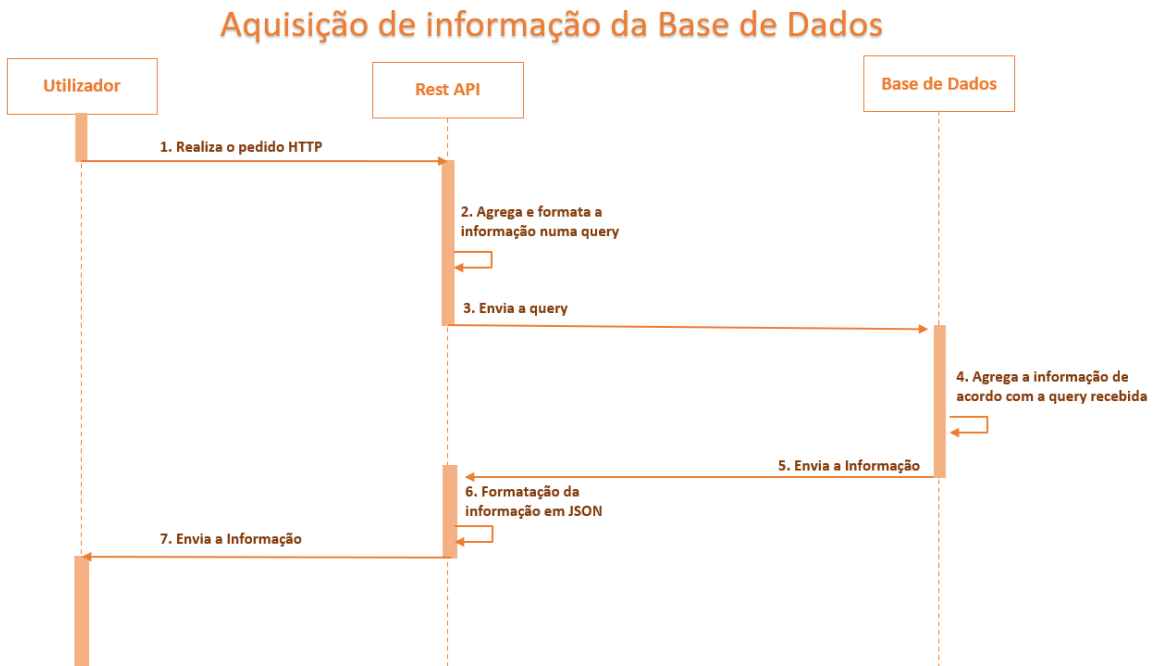 Aquisição de informação da Base de Dados
Utilizador
Rest API
Base de Dados
1. Realiza o pedido HTTP
2. Agrega e formata a
informação numa query
3. Envia a query
4. Agrega a informação de
acordo com a query recebida
5. Envia a Informação
6. Formatação da
informação em JSON
7. Envia a Informação